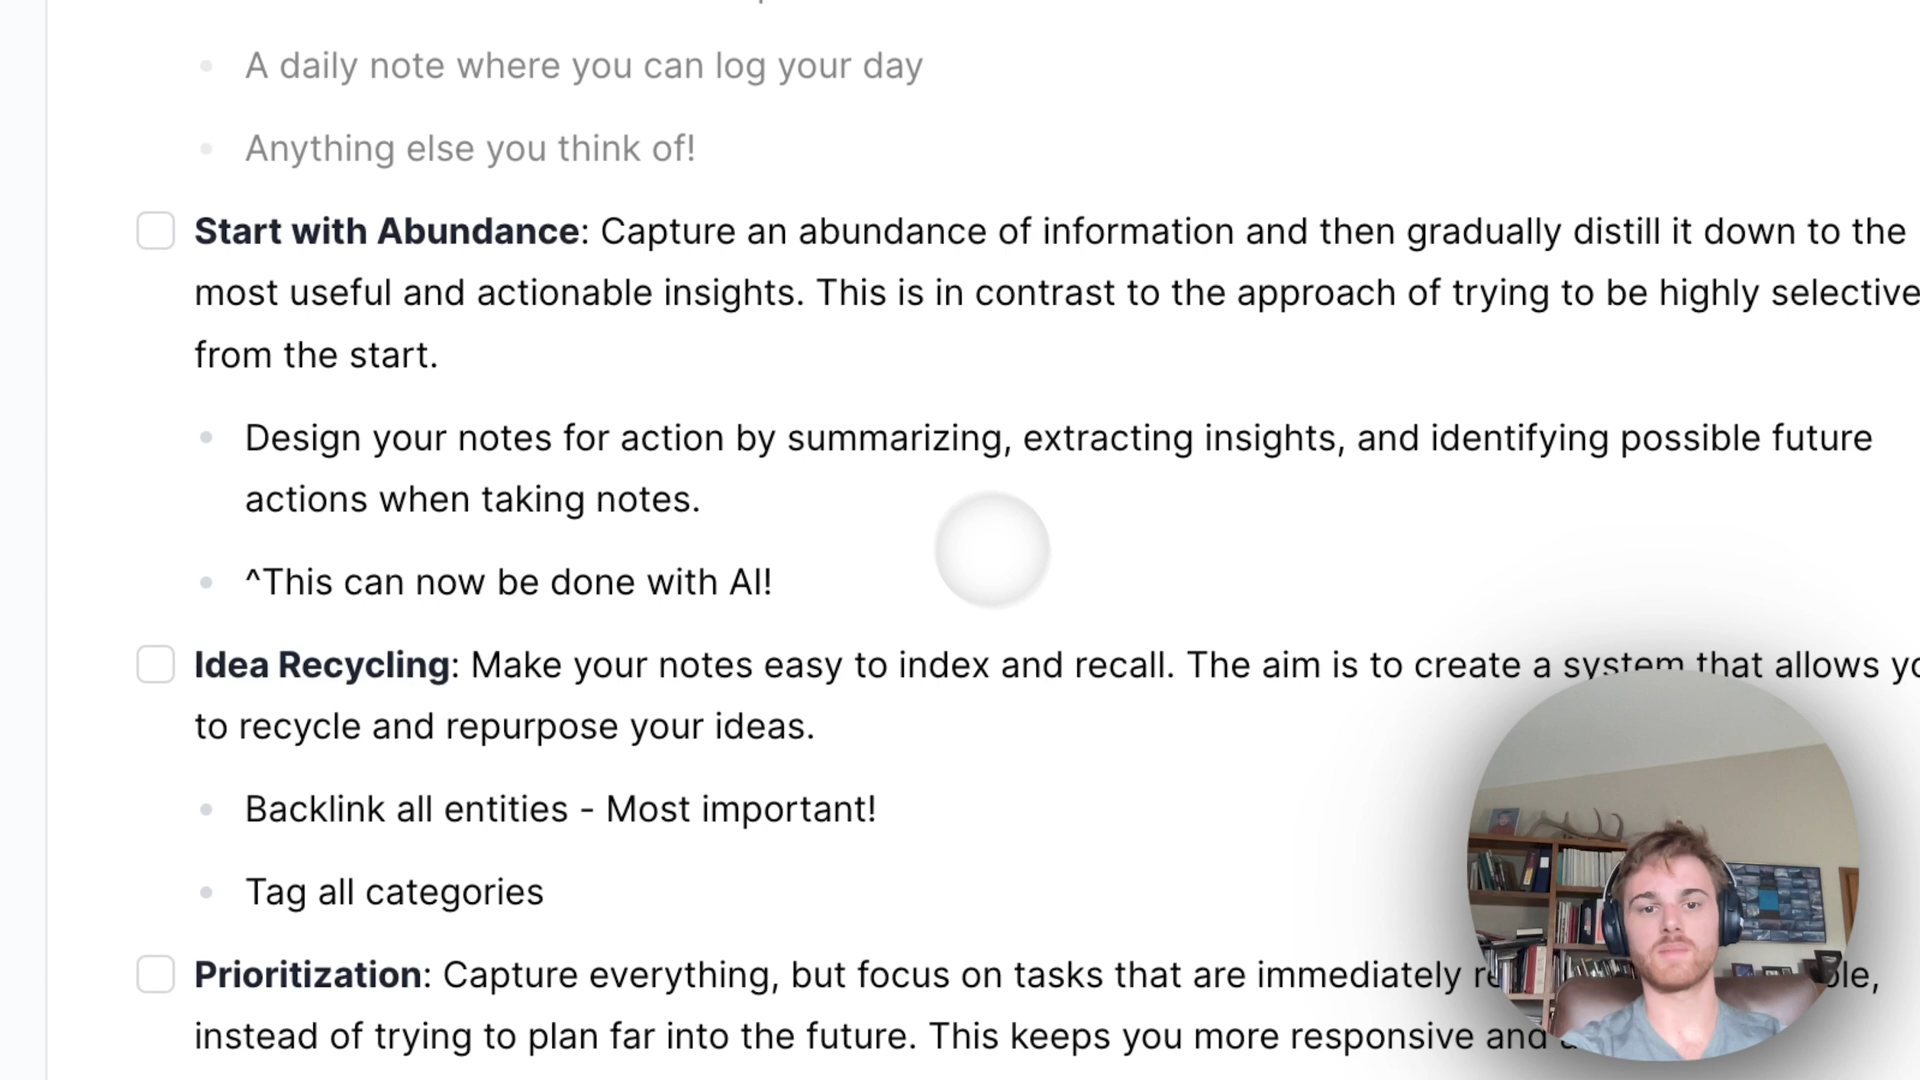 A daily note where you can log your day
Anything else you think of!
Start with Abundance: Capture an abundance of information and then gradually distill it down to the
most useful and actionable insights. This is in contrast to the approach of trying to be highly selective
from the start.
Design your notes for action by summarizing, extracting insights, and identifying possible future
actions when taking notes.
^This can now be done with AI!
Idea Recycling: Make your notes easy to index and recall. The aim is to create a system that allows
to recycle and repurpose your ideas.
Backlink all entities - Most important!
Tag all categories
Prioritization: Capture everything, but focus on tasks that are immediately
instead of trying to plan far into the future. This keeps you more responsive and